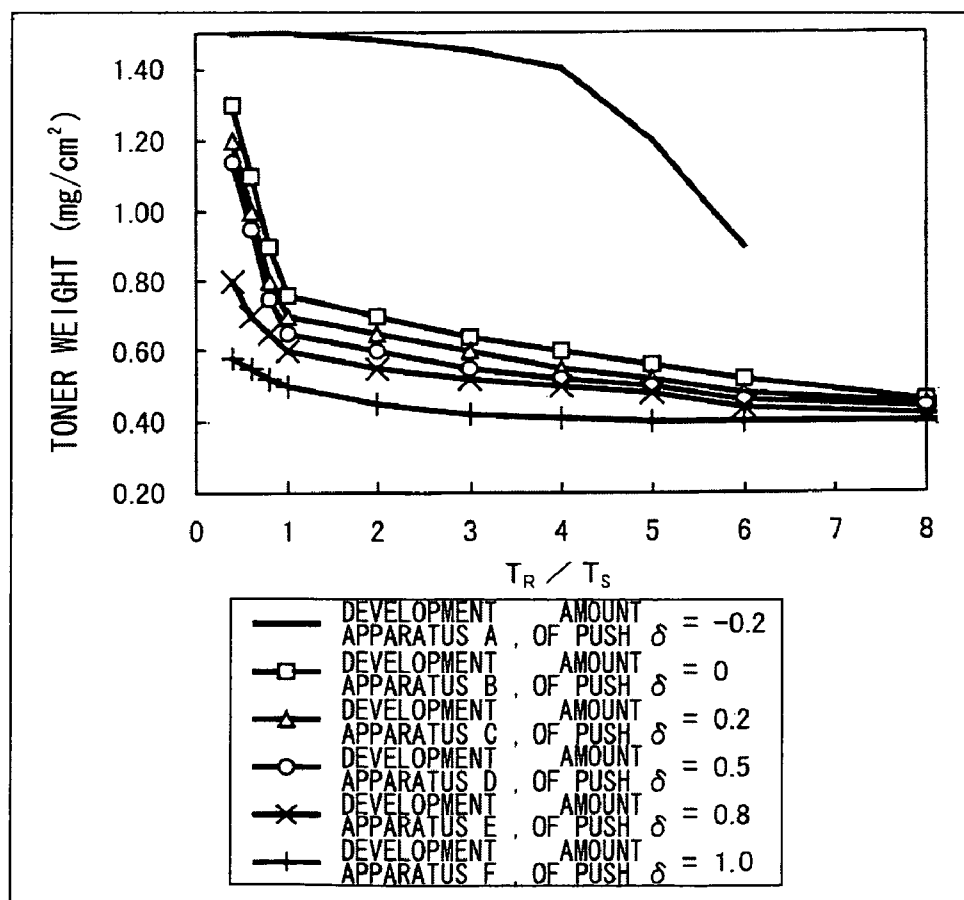 TONER WEIGHT (mg/cm²)
1.40
1.20
1.00
0.80
0.60
0.40
0.20
0 1 2 3 4 5 6 7 8
T_R / T_S
DEVELOPMENT AMOUNT
APPARATUS A , OF PUSH δ = -0.2
DEVELOPMENT AMOUNT
APPARATUS B , OF PUSH δ = 0
DEVELOPMENT AMOUNT
APPARATUS C , OF PUSH δ = 0.2
DEVELOPMENT AMOUNT
APPARATUS D , OF PUSH δ = 0.5
DEVELOPMENT AMOUNT
APPARATUS E , OF PUSH δ = 0.8
DEVELOPMENT AMOUNT
APPARATUS F , OF PUSH δ = 1.0